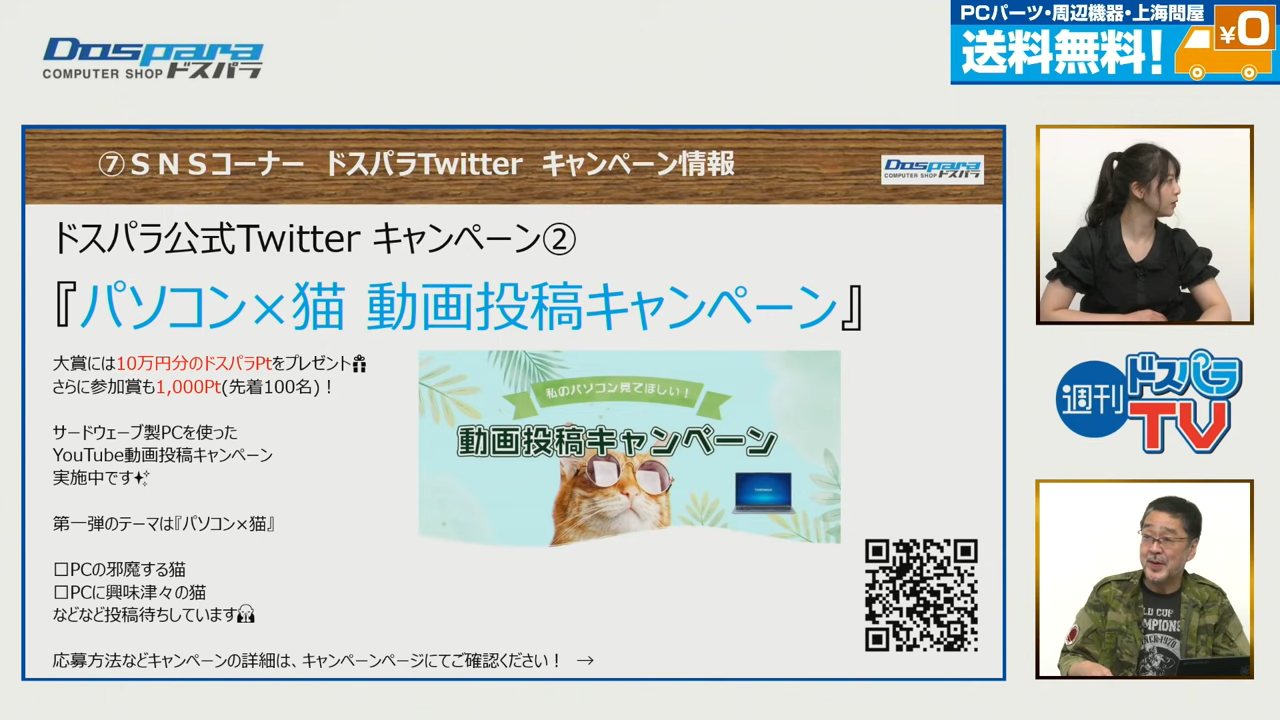 Dospara
COMPUTER SHOP ドスパラ
PCパーツ・周辺機器・上海問屋
送料無料！
¥0
⑦ＳＮＳコーナー　ドスパラTwitter　キャンペーン情報
Dospara
COMPUTER SHOP ドスパラ
ドスパラ公式Twitter キャンペーン②
『パソコン×猫 動画投稿キャンペーン』
大賞には10万円分のドスパラPtをプレゼント
さらに参加賞も1,000Pt(先着100名)！
サードウェーブ製PCを使った
YouTube動画投稿キャンペーン
実施中です
第一弾のテーマは『パソコン×猫』
□PCの邪魔する猫
□PCに興味津々の猫
などなど投稿待ちしています
応募方法などキャンペーンの詳細は、キャンペーンページにてご確認ください！　→
私のパソコン見てほしい！
動画投稿キャンペーン
週刊
ドスパラ
TV